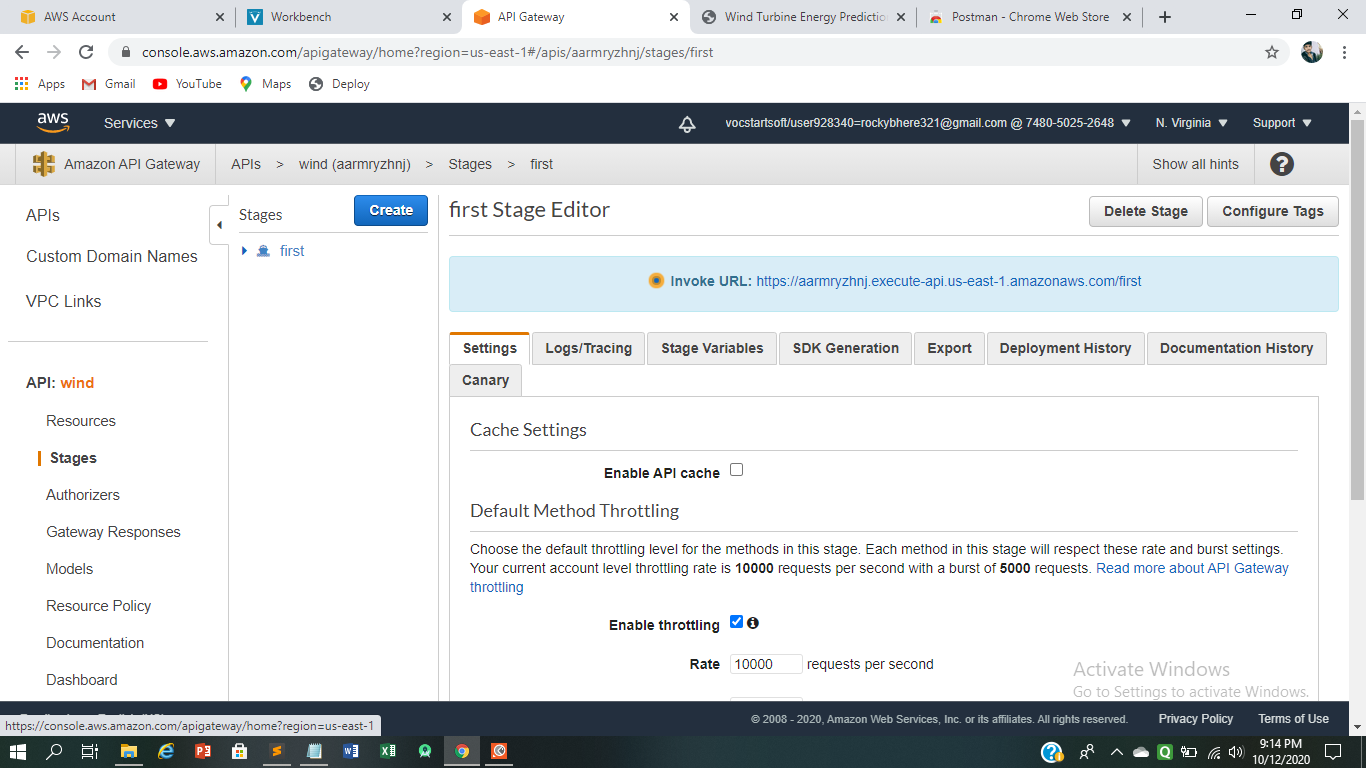 AWS Account
Workbench
API Gateway
Wind Turbine Energy Predictio
Postman - Chrome Web Store
console.aws.amazon.com/apigateway/home?region=us-east-1#/apis/aarmryzhnj/stages/first
Apps
Gmail
YouTube
Maps
Deploy
aws
Services
vocstartsoft/user928340=rockybhere321@gmail.com @ 7480-5025-2648
N. Virginia
Support
Amazon API Gateway
APIs > wind (aarmryzhnj) > Stages > first
Show all hints
?
APIs
Custom Domain Names
VPC Links
API: wind
Resources
Stages
Authorizers
Gateway Responses
Models
Resource Policy
Documentation
Dashboard
Stages
Create
first
first Stage Editor
Delete Stage
Configure Tags
Invoke URL: https://aarmryzhnj.execute-api.us-east-1.amazonaws.com/first
Settings
Logs/Tracing
Stage Variables
SDK Generation
Export
Deployment History
Documentation History
Canary
Cache Settings
Enable API cache
Default Method Throttling
Choose the default throttling level for the methods in this stage. Each method in this stage will respect these rate and burst settings.
Your current account level throttling rate is 10000 requests per second with a burst of 5000 requests. Read more about API Gateway
throttling
Enable throttling
Rate 10000 requests per second
Activate Windows
Go to Settings to activate Windows.
https://console.aws.amazon.com/apigateway/home?region=us-east-1
© 2008 - 2020, Amazon Web Services, Inc. or its affiliates. All rights reserved.
Privacy Policy
Terms of Use
9:14 PM
10/12/2020